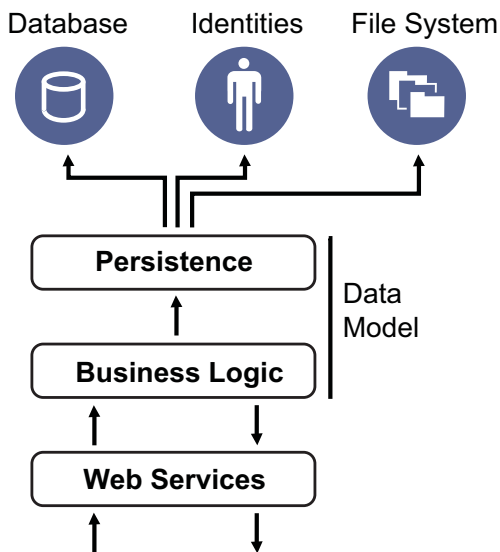 Database
Identities
File System
Persistence
Data
Model
Business Logic
Web Services